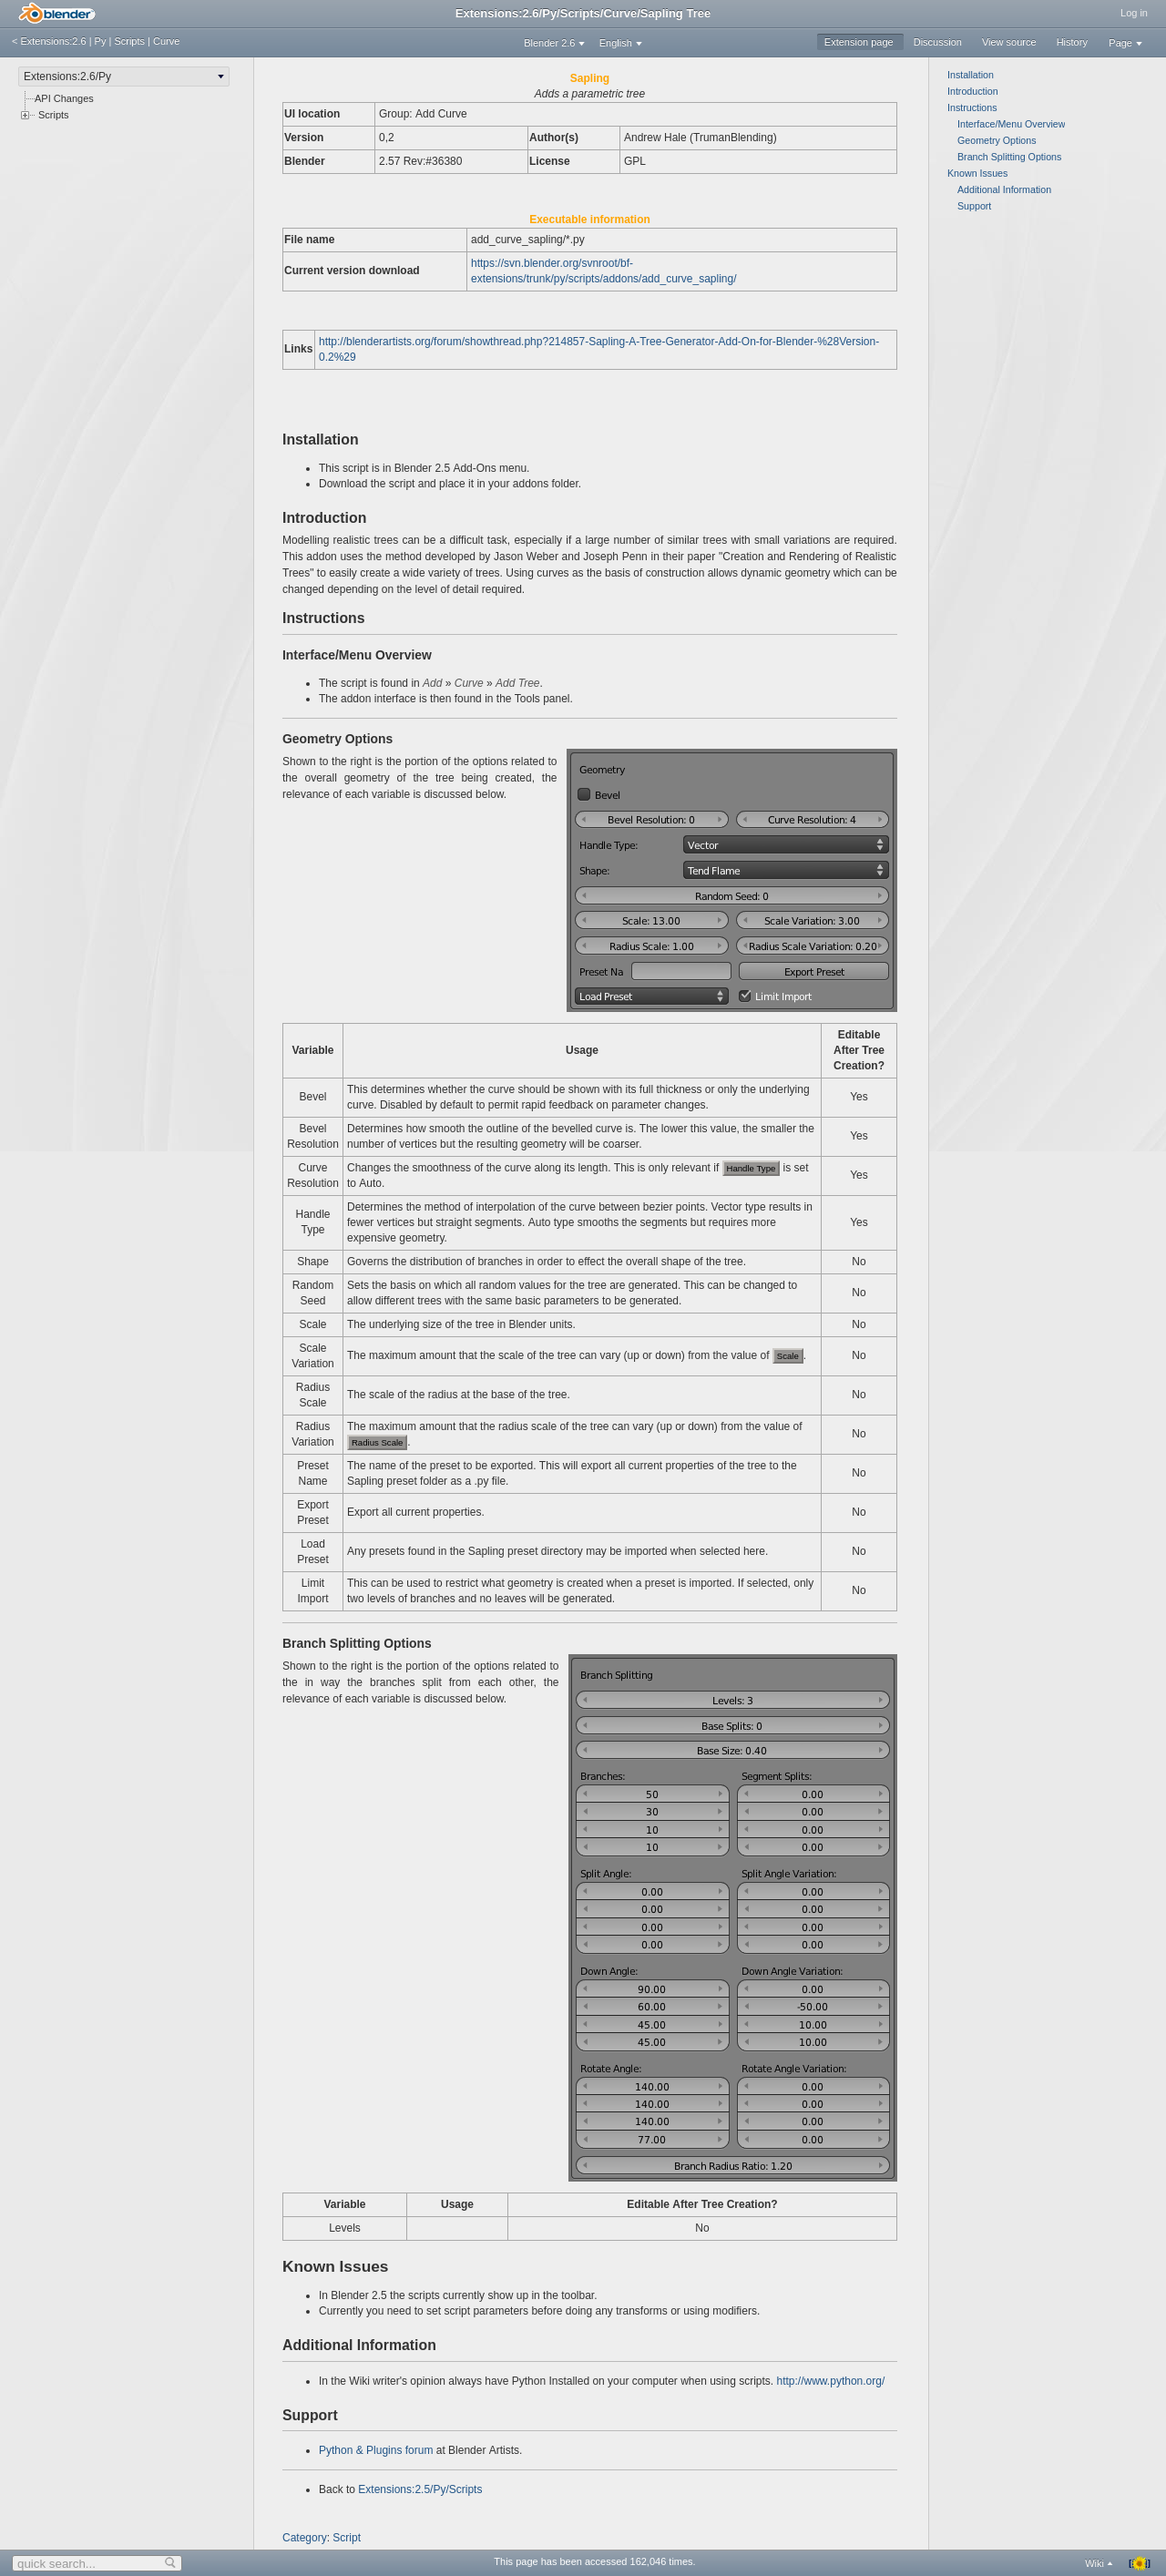 blender
Extensions:2.6/Py/Scripts/Curve/Sapling Tree
Log in
< Extensions:2.6 | Py | Scripts | Curve
Blender 2.6
English
Extension page
Discussion
View source
History
Page
Extensions:2.6/Py
API Changes
Scripts
Installation
Introduction
Instructions
Interface/Menu Overview
Geometry Options
Branch Splitting Options
Known Issues
Additional Information
Support
Sapling
Adds a parametric tree
UI location Group: Add Curve
Version 0,2 Author(s) Andrew Hale (TrumanBlending)
Blender 2.57 Rev:#36380 License GPL
Executable information
File name add_curve_sapling/*.py
Current version download https://svn.blender.org/svnroot/bf-
extensions/trunk/py/scripts/addons/add_curve_sapling/
Links http://blenderartists.org/forum/showthread.php?214857-Sapling-A-Tree-Generator-Add-On-for-Blender-%28Version-
0.2%29
Installation
• This script is in Blender 2.5 Add-Ons menu.
• Download the script and place it in your addons folder.
Introduction
Modelling realistic trees can be a difficult task, especially if a large number of similar trees with small variations are required.
This addon uses the method developed by Jason Weber and Joseph Penn in their paper "Creation and Rendering of Realistic
Trees" to easily create a wide variety of trees. Using curves as the basis of construction allows dynamic geometry which can be
changed depending on the level of detail required.
Instructions
Interface/Menu Overview
• The script is found in Add » Curve » Add Tree.
• The addon interface is then found in the Tools panel.
Geometry Options
Shown to the right is the portion of the options related to
the overall geometry of the tree being created, the
relevance of each variable is discussed below.
Geometry
Bevel
Bevel Resolution: 0 Curve Resolution: 4
Handle Type: Vector
Shape: Tend Flame
Random Seed: 0
Scale: 13.00 Scale Variation: 3.00
Radius Scale: 1.00 Radius Scale Variation: 0.20
Preset Na Export Preset
Load Preset Limit Import
Variable Usage Editable
After Tree
Creation?
Bevel This determines whether the curve should be shown with its full thickness or only the underlying
curve. Disabled by default to permit rapid feedback on parameter changes. Yes
Bevel
Resolution Determines how smooth the outline of the bevelled curve is. The lower this value, the smaller the
number of vertices but the resulting geometry will be coarser. Yes
Curve
Resolution Changes the smoothness of the curve along its length. This is only relevant if Handle Type is set
to Auto. Yes
Handle
Type Determines the method of interpolation of the curve between bezier points. Vector type results in
fewer vertices but straight segments. Auto type smooths the segments but requires more
expensive geometry. Yes
Shape Governs the distribution of branches in order to effect the overall shape of the tree. No
Random
Seed Sets the basis on which all random values for the tree are generated. This can be changed to
allow different trees with the same basic parameters to be generated. No
Scale The underlying size of the tree in Blender units. No
Scale
Variation The maximum amount that the scale of the tree can vary (up or down) from the value of Scale. No
Radius
Scale The scale of the radius at the base of the tree. No
Radius
Variation The maximum amount that the radius scale of the tree can vary (up or down) from the value of
Radius Scale. No
Preset
Name The name of the preset to be exported. This will export all current properties of the tree to the
Sapling preset folder as a .py file. No
Export
Preset Export all current properties. No
Load
Preset Any presets found in the Sapling preset directory may be imported when selected here. No
Limit
Import This can be used to restrict what geometry is created when a preset is imported. If selected, only
two levels of branches and no leaves will be generated. No
Branch Splitting Options
Shown to the right is the portion of the options related to
the in way the branches split from each other, the
relevance of each variable is discussed below.
Branch Splitting
Levels: 3
Base Splits: 0
Base Size: 0.40
Branches: Segment Splits:
50 0.00
30 0.00
10 0.00
10 0.00
Split Angle: Split Angle Variation:
0.00 0.00
0.00 0.00
0.00 0.00
0.00 0.00
Down Angle: Down Angle Variation:
90.00 0.00
60.00 -50.00
45.00 10.00
45.00 10.00
Rotate Angle: Rotate Angle Variation:
140.00 0.00
140.00 0.00
140.00 0.00
77.00 0.00
Branch Radius Ratio: 1.20
Variable Usage Editable After Tree Creation?
Levels No
Known Issues
• In Blender 2.5 the scripts currently show up in the toolbar.
• Currently you need to set script parameters before doing any transforms or using modifiers.
Additional Information
• In the Wiki writer's opinion always have Python Installed on your computer when using scripts. http://www.python.org/
Support
• Python & Plugins forum at Blender Artists.
• Back to Extensions:2.5/Py/Scripts
Category: Script
quick search...
This page has been accessed 162,046 times.
Wiki